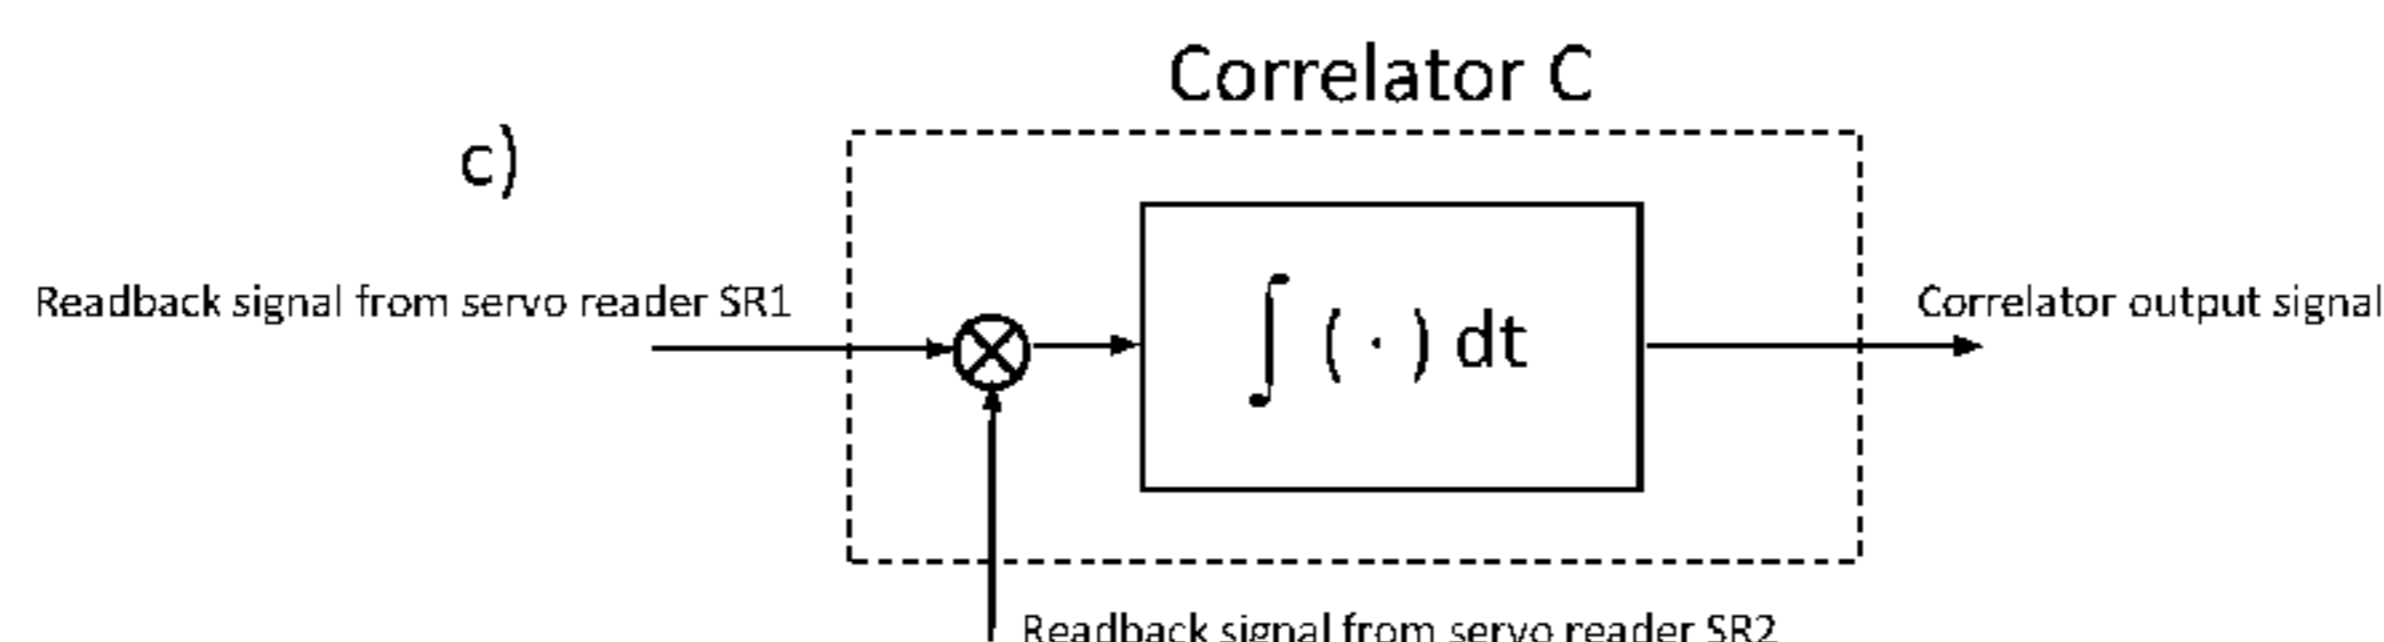 Correlator C
c)
Readback signal from servo reader SR1
∫ ( · ) dt
Correlator output signal
Readback signal from servo reader SR2